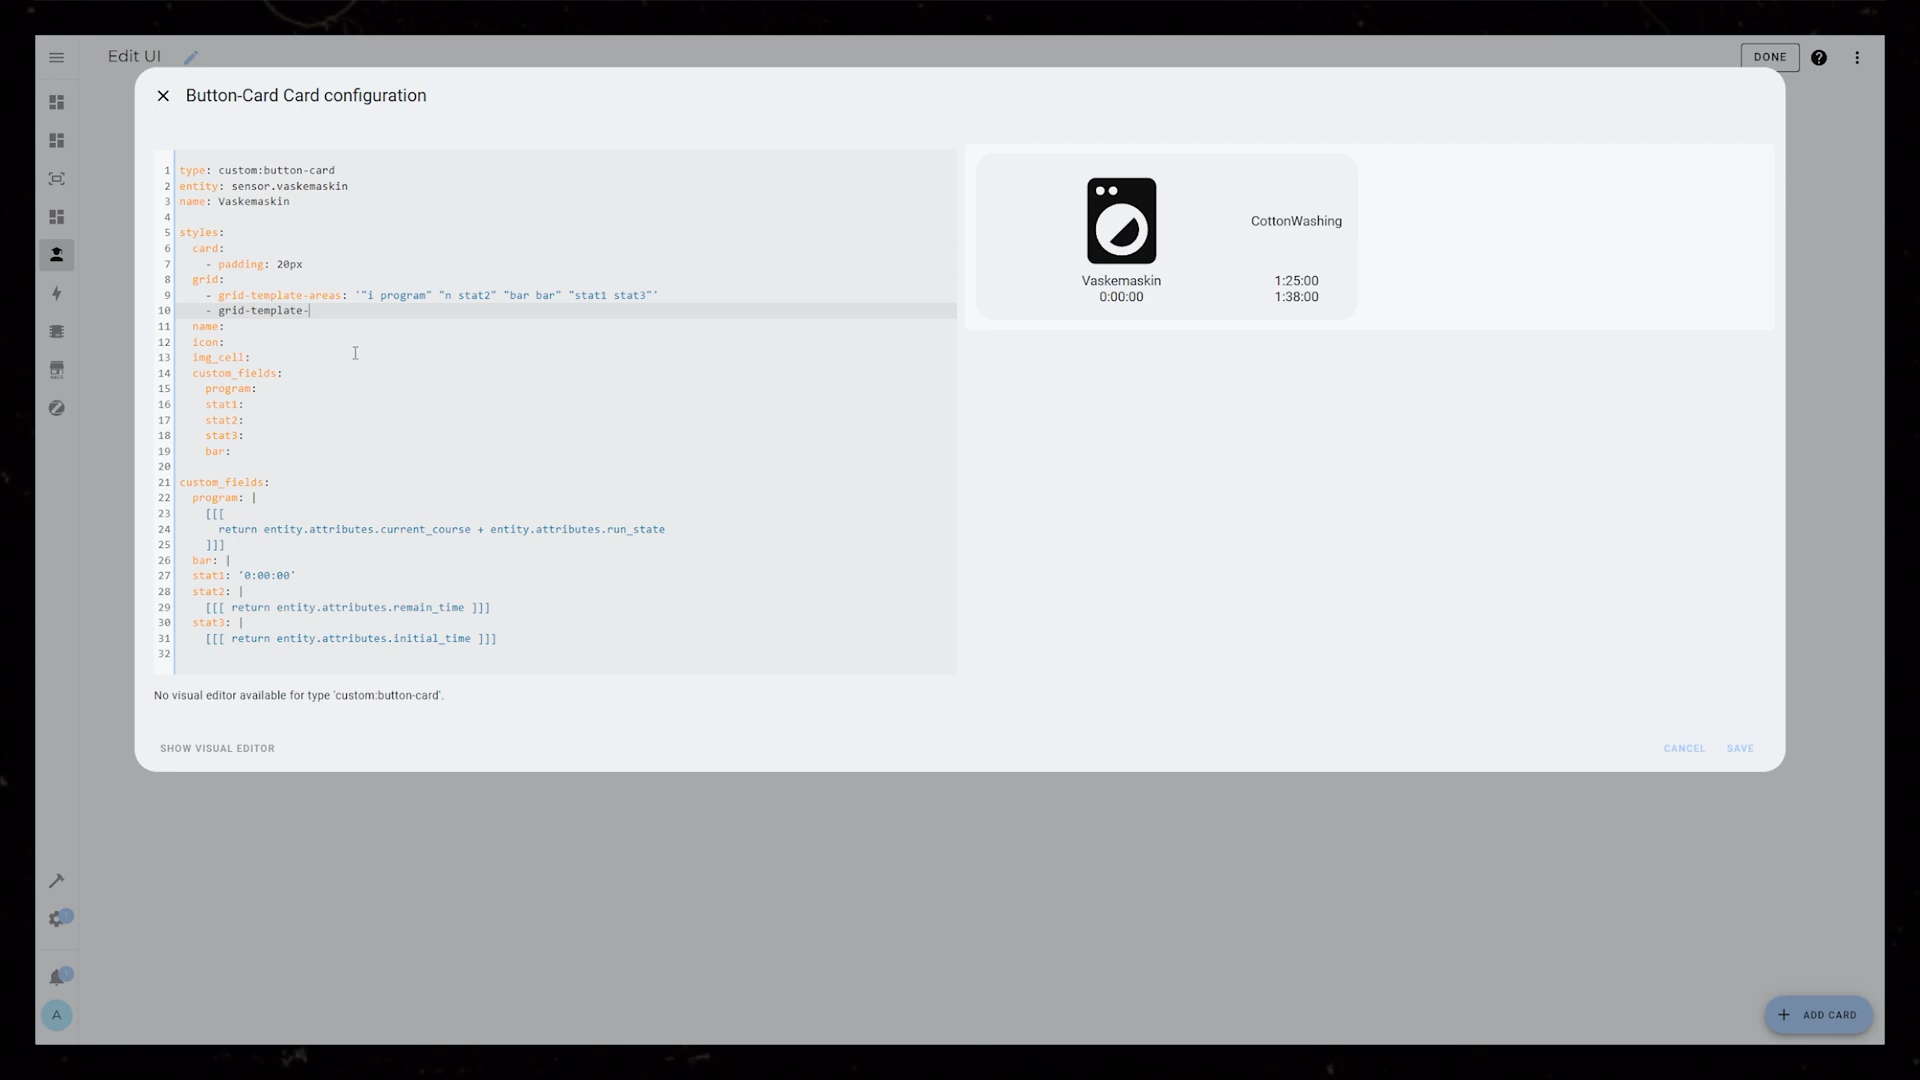 Edit UI
DONE
Button-Card Card configuration
1 type: custom:button-card
2 entity: sensor.vaskemaskin
3 name: Vaskemaskin
4
5 styles:
6 card:
7 - padding: 20px
8 grid:
9 - grid-template-areas: '"i program" "n stat2" "bar bar" "stat1 stat3"'
10 - grid-template-
11 name:
12 icon:
13 img_cell:
14 custom_fields:
15 program:
16 stat1:
17 stat2:
18 stat3:
19 bar:
20
21 custom_fields:
22 program: |
23 [[[
24 return entity.attributes.current_course + entity.attributes.run_state
25 ]]]
26 bar: |
27 stat1: '0:00:00'
28 stat2: |
29 [[[ return entity.attributes.remain_time ]]]
30 stat3: |
31 [[[ return entity.attributes.initial_time ]]]
32
CottonWashing
Vaskemaskin
1:25:00
0:00:00
1:38:00
No visual editor available for type 'custom:button-card'.
SHOW VISUAL EDITOR
CANCEL
SAVE
A
ADD CARD